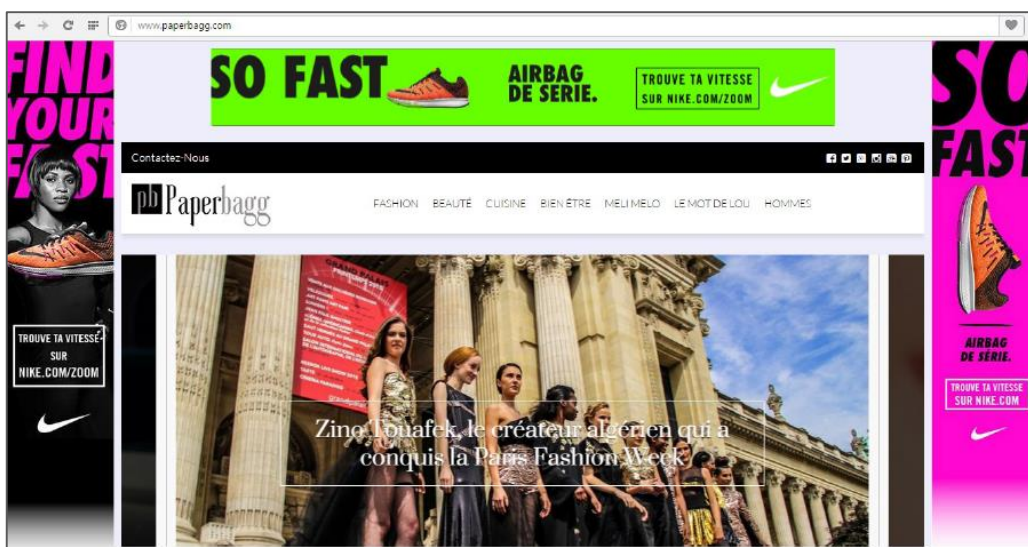 www.paperbagg.com
FIND
YOUR
FAST
TROUVE TA VITESSE
SUR
NIKE.COM/ZOOM
SO FAST
AIRBAG
DE SERIE.
TROUVE TA VITESSE
SUR NIKE.COM/ZOOM
Contactez-Nous
pb Paperbagg
FASHION BEAUTÉ CUISINE BIEN ÊTRE MELI MELO LE MOT DE LOU HOMMES
GRAND PALAIS
PRINTEMPS 2015
Zino Touafek, le créateur algérien qui a
conquis la Paris Fashion Week
SO
FAST
AIRBAG
DE SÉRIE.
TROUVE TA VITESSE
SUR NIKE.COM